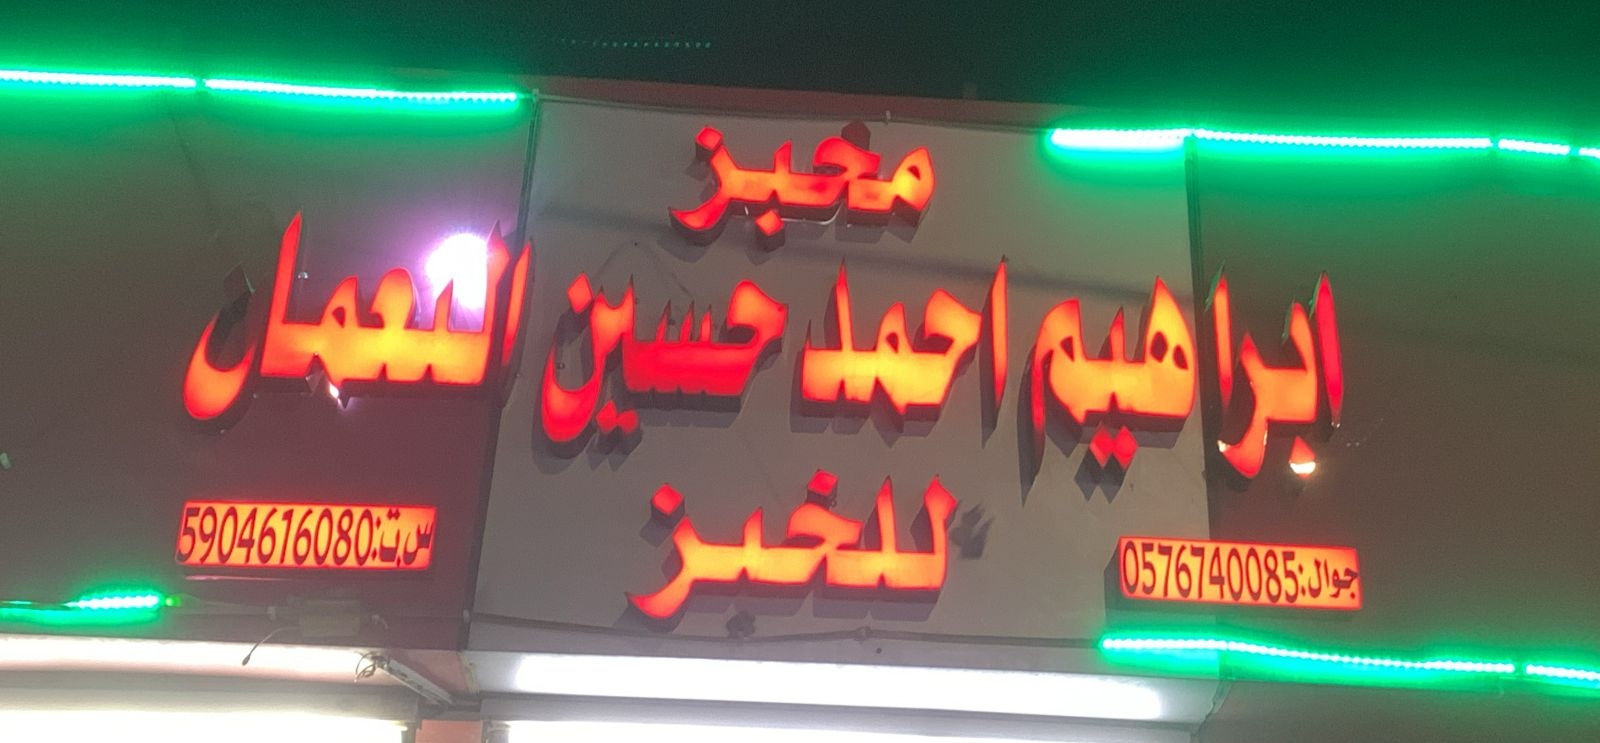 مخبز
ابراهيم احمد حسين النعمان
للخبز
جوال:0576740085
س.ت:5904616080